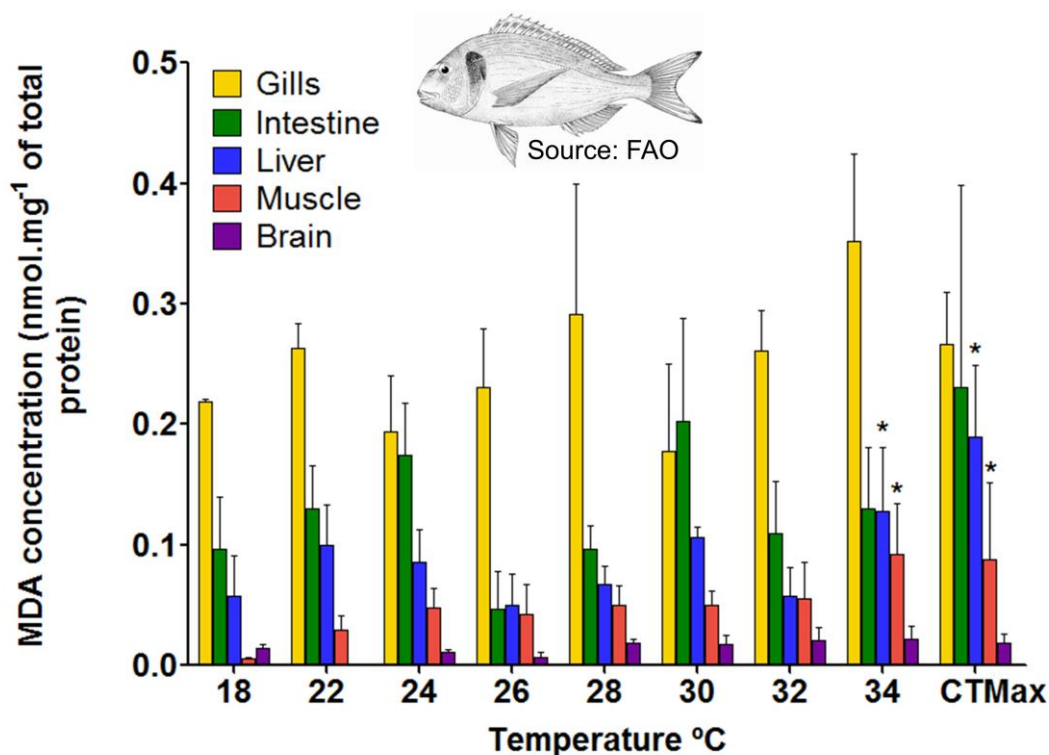 Source: FAO
Gills
Intestine
Liver
Muscle
Brain
MDA concentration (nmol.mg⁻¹ of total
protein)
0.5
0.4
0.3
0.2
0.1
0.0
* * * *
18 22 24 26 28 30 32 34 CTMax
Temperature ºC